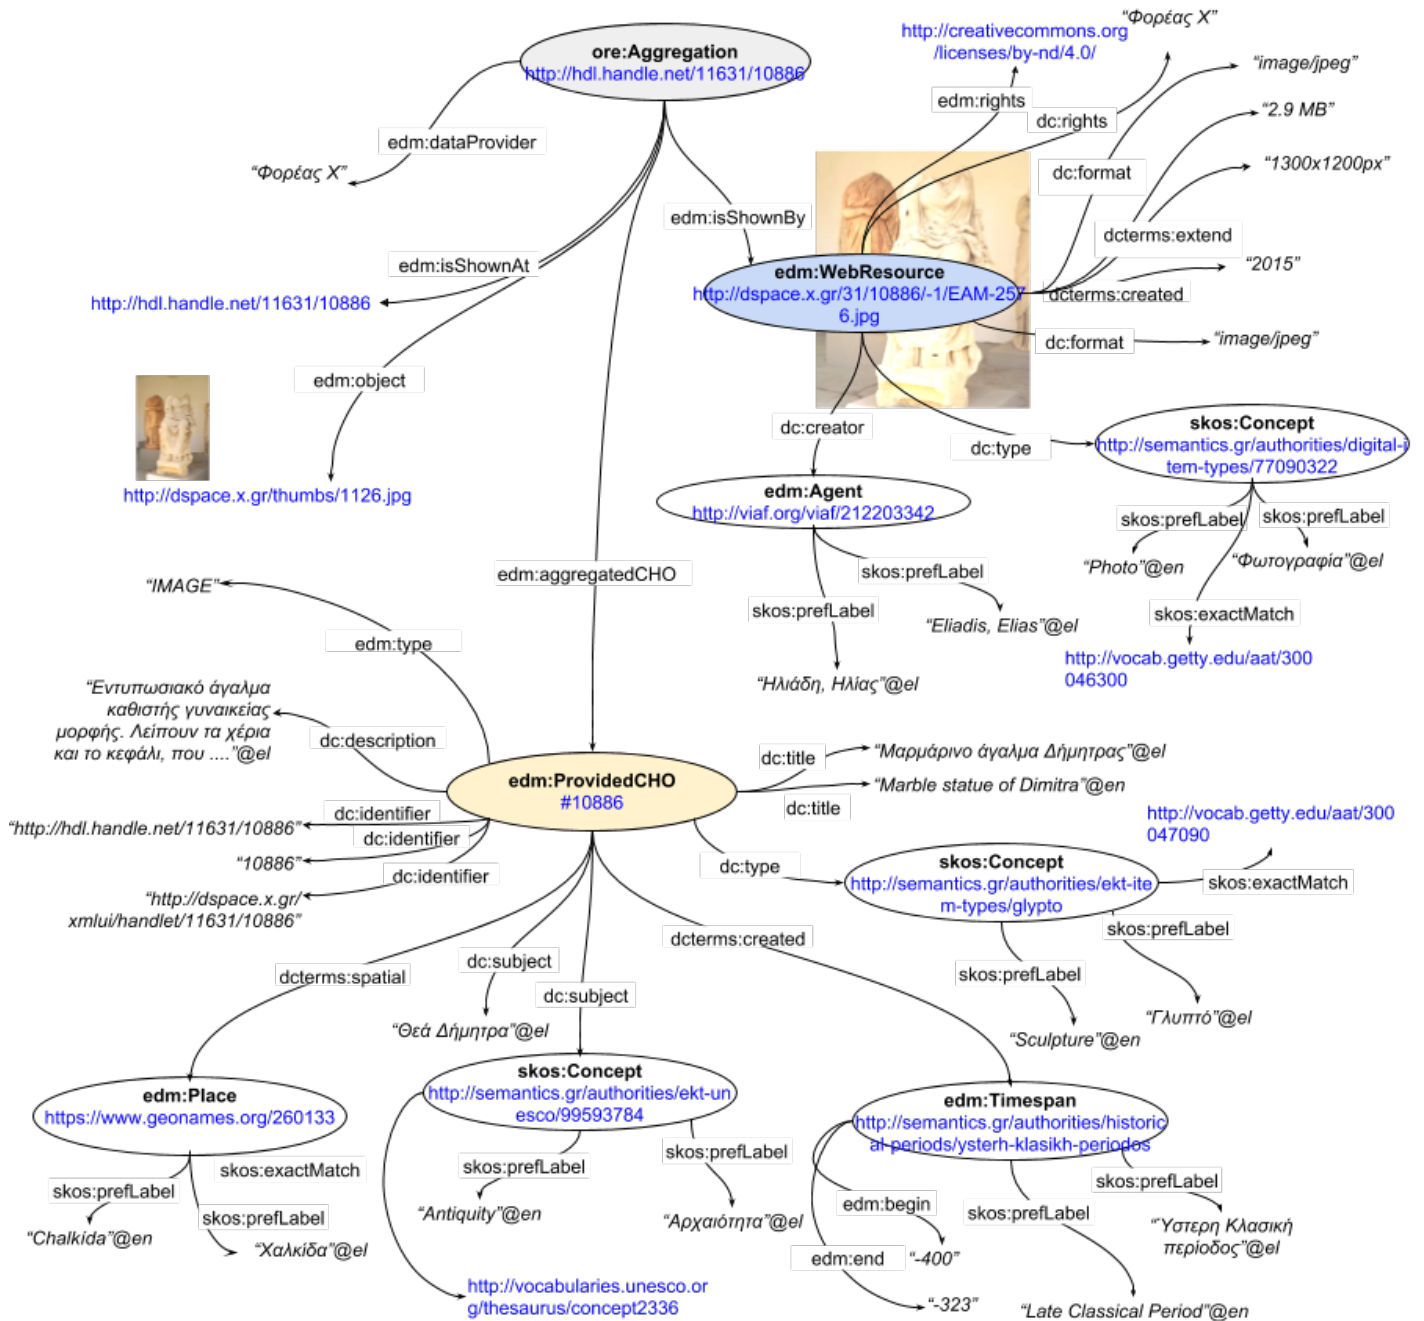 ore:Aggregation
http://hdl.handle.net/11631/10886
http://creativecommons.org
/licenses/by-nd/4.0/
“Φορέας Χ”
“image/jpeg”
edm:rights
dc:rights
“2.9 MB”
edm:dataProvider
“Φορέας Χ”
dc:format
“1300x1200px”
edm:isShownBy
dcterms:extend
edm:isShownAt
http://hdl.handle.net/11631/10886
edm:WebResource
http://dspace.x.gr/31/10886/-1/EAM-257
6.jpg
“2015”
dcterms:created
dc:format
“image/jpeg”
edm:object
http://dspace.x.gr/thumbs/1126.jpg
dc:creator
dc:type
skos:Concept
http://semantics.gr/authorities/digital-i
tem-types/77090322
edm:Agent
http://viaf.org/viaf/212203342
skos:prefLabel
skos:prefLabel
“Photo”@en
“Φωτογραφία”@el
skos:exactMatch
http://vocab.getty.edu/aat/300
046300
edm:aggregatedCHO
skos:prefLabel
skos:prefLabel
“Eliadis, Elias”@el
“Ηλιάδη, Ηλίας”@el
“IMAGE”
edm:type
“Εντυπωσιακό άγαλμα
καθιστής γυναικείας
μορφής. Λείπουν τα χέρια
και το κεφάλι, που ....”@el
dc:description
edm:ProvidedCHO
#10886
dc:title
“Μαρμάρινο άγαλμα Δήμητρας”@el
“Marble statue of Dimitra”@en
dc:title
dc:identifier
“http://hdl.handle.net/11631/10886”
dc:identifier
“10886”
dc:identifier
“http://dspace.x.gr/
xmlui/handlet/11631/10886”
dc:type
http://vocab.getty.edu/aat/300
047090
skos:Concept
http://semantics.gr/authorities/ekt-ite
m-types/glypto
skos:exactMatch
skos:prefLabel
skos:prefLabel
“Γλυπτό”@el
“Sculpture”@en
dcterms:created
dc:subject
dcterms:spatial
dc:subject
“Θεά Δήμητρα”@el
edm:Place
https://www.geonames.org/260133
skos:exactMatch
skos:prefLabel
skos:prefLabel
“Chalkída”@en
“Χαλκίδα”@el
skos:Concept
http://semantics.gr/authorities/ekt-un
esco/99593784
skos:prefLabel
skos:prefLabel
“Antiquity”@en
“Αρχαιότητα”@el
http://vocabularies.unesco.or
g/thesaurus/concept2336
edm:Timespan
http://semantics.gr/authorities/historic
al-periods/ysterh-klasikh-periodos
edm:begin
edm:end
“-400”
“-323”
skos:prefLabel
skos:prefLabel
“Ύστερη Κλασική
περίοδος”@el
“Late Classical Period”@en